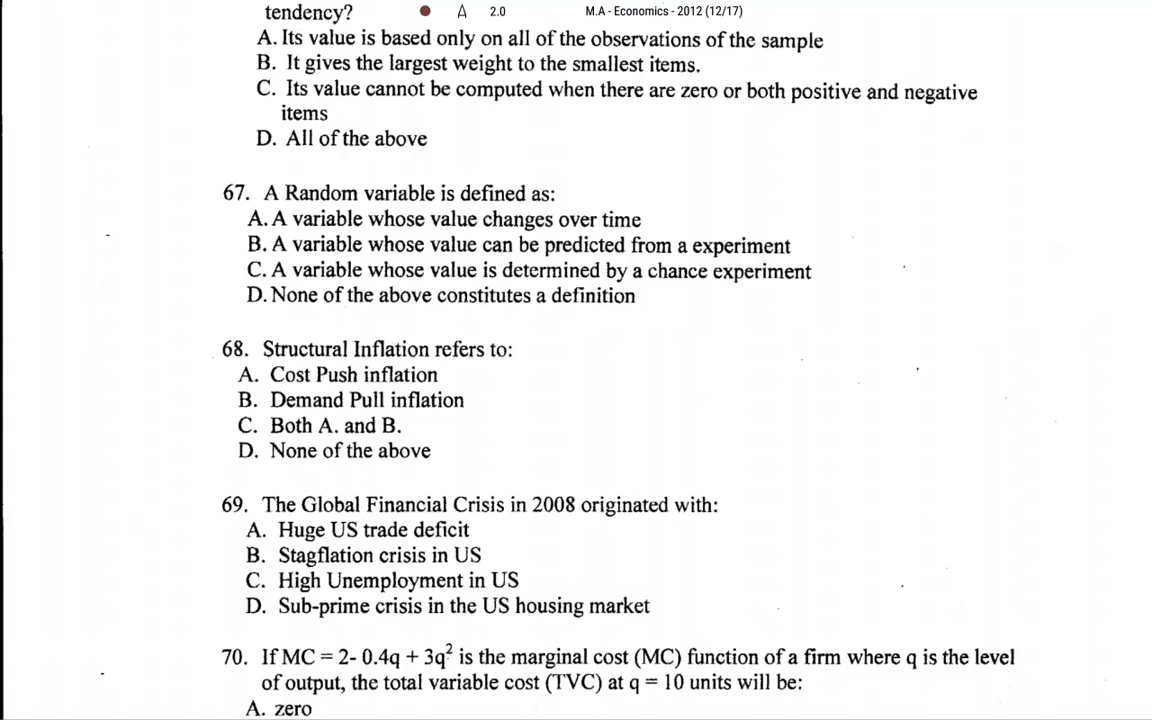 tendency?
A 2.0
M.A - Economics - 2012 (12/17)
A. Its value is based only on all of the observations of the sample
B. It gives the largest weight to the smallest items.
C. Its value cannot be computed when there are zero or both positive and negative
items
D. All of the above
67. A Random variable is defined as:
A. A variable whose value changes over time
B. A variable whose value can be predicted from a experiment
C. A variable whose value is determined by a chance experiment
D. None of the above constitutes a definition
68. Structural Inflation refers to:
A. Cost Push inflation
B. Demand Pull inflation
C. Both A. and B.
D. None of the above
69. The Global Financial Crisis in 2008 originated with:
A. Huge US trade deficit
B. Stagflation crisis in US
C. High Unemployment in US
D. Sub-prime crisis in the US housing market
70. If MC = 2- 0.4q + 3q² is the marginal cost (MC) function of a firm where q is the level
of output, the total variable cost (TVC) at q = 10 units will be:
A. zero